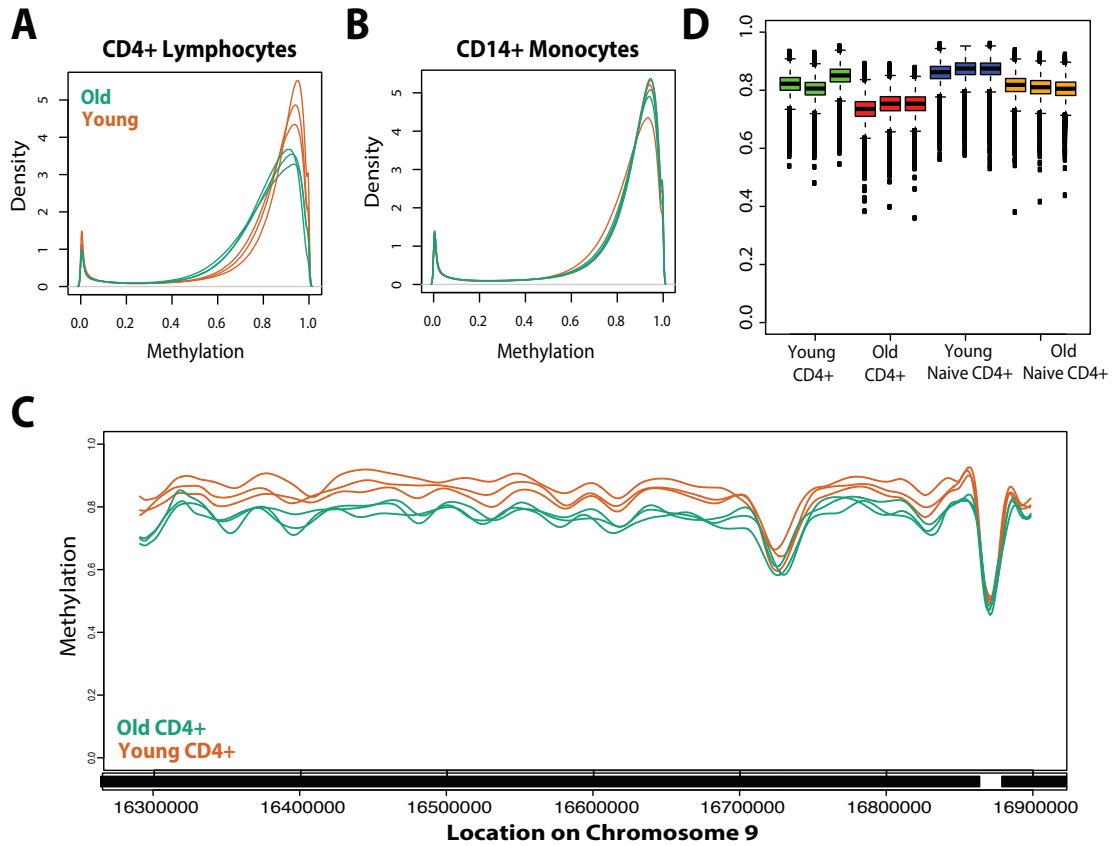 A
CD4+ Lymphocytes
Old
Young
Density
0 1 2 3 4 5
0.0 0.2 0.4 0.6 0.8 1.0
Methylation
B
CD14+ Monocytes
Density
0 1 2 3 4 5
0.0 0.2 0.4 0.6 0.8 1.0
Methylation
D
1.0
0.8
0.6
0.4
0.2
0.0
Young
CD4+
Old
CD4+
Young
Naive CD4+
Old
Naive CD4+
C
Methylation
1.0
0.8
0.6
0.4
0.2
0.0
Old CD4+
Young CD4+
16300000 16400000 16500000 16600000 16700000 16800000 16900000
Location on Chromosome 9